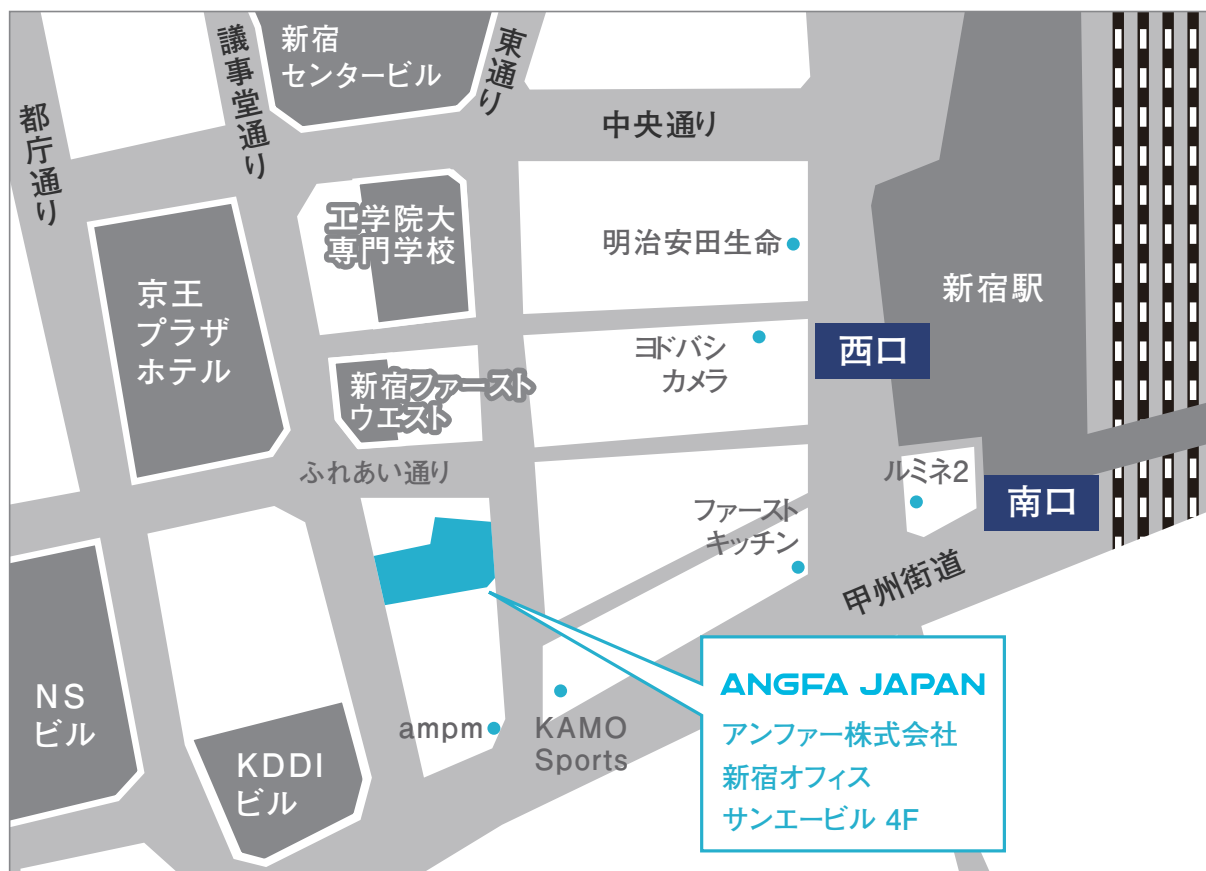 新宿
センタービル
東通り
議事堂通り
都庁通り
中央通り
工学院大
専門学校
明治安田生命
新宿駅
京王
プラザ
ホテル
ヨドバシ
カメラ
西口
新宿ファースト
ウエスト
ふれあい通り
ルミネ2
南口
ファースト
キッチン
甲州街道
NS
ビル
ampm
KAMO
Sports
KDDI
ビル
ANGFA JAPAN
アンファー株式会社
新宿オフィス
サンエービル 4F